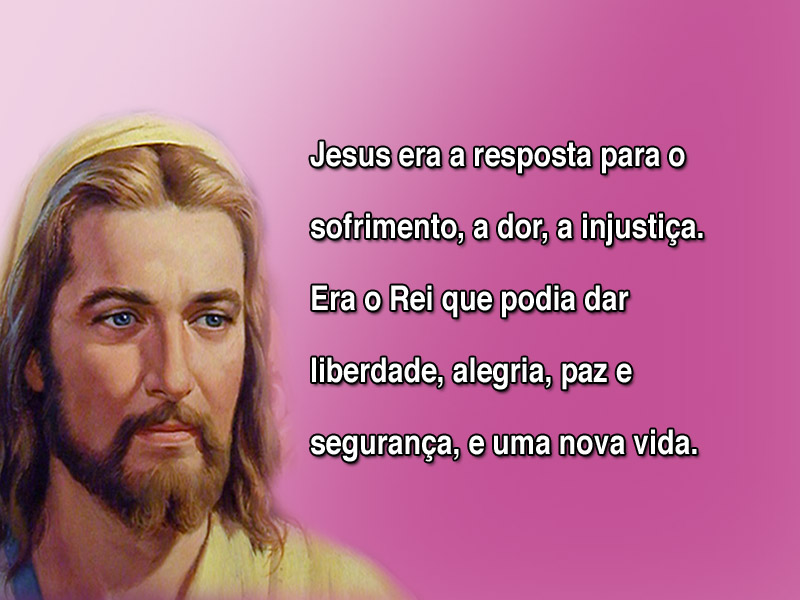 Jesus era a resposta para o
sofrimento, a dor, a injustiça.
Era o Rei que podia dar
liberdade, alegria, paz e
segurança, e uma nova vida.